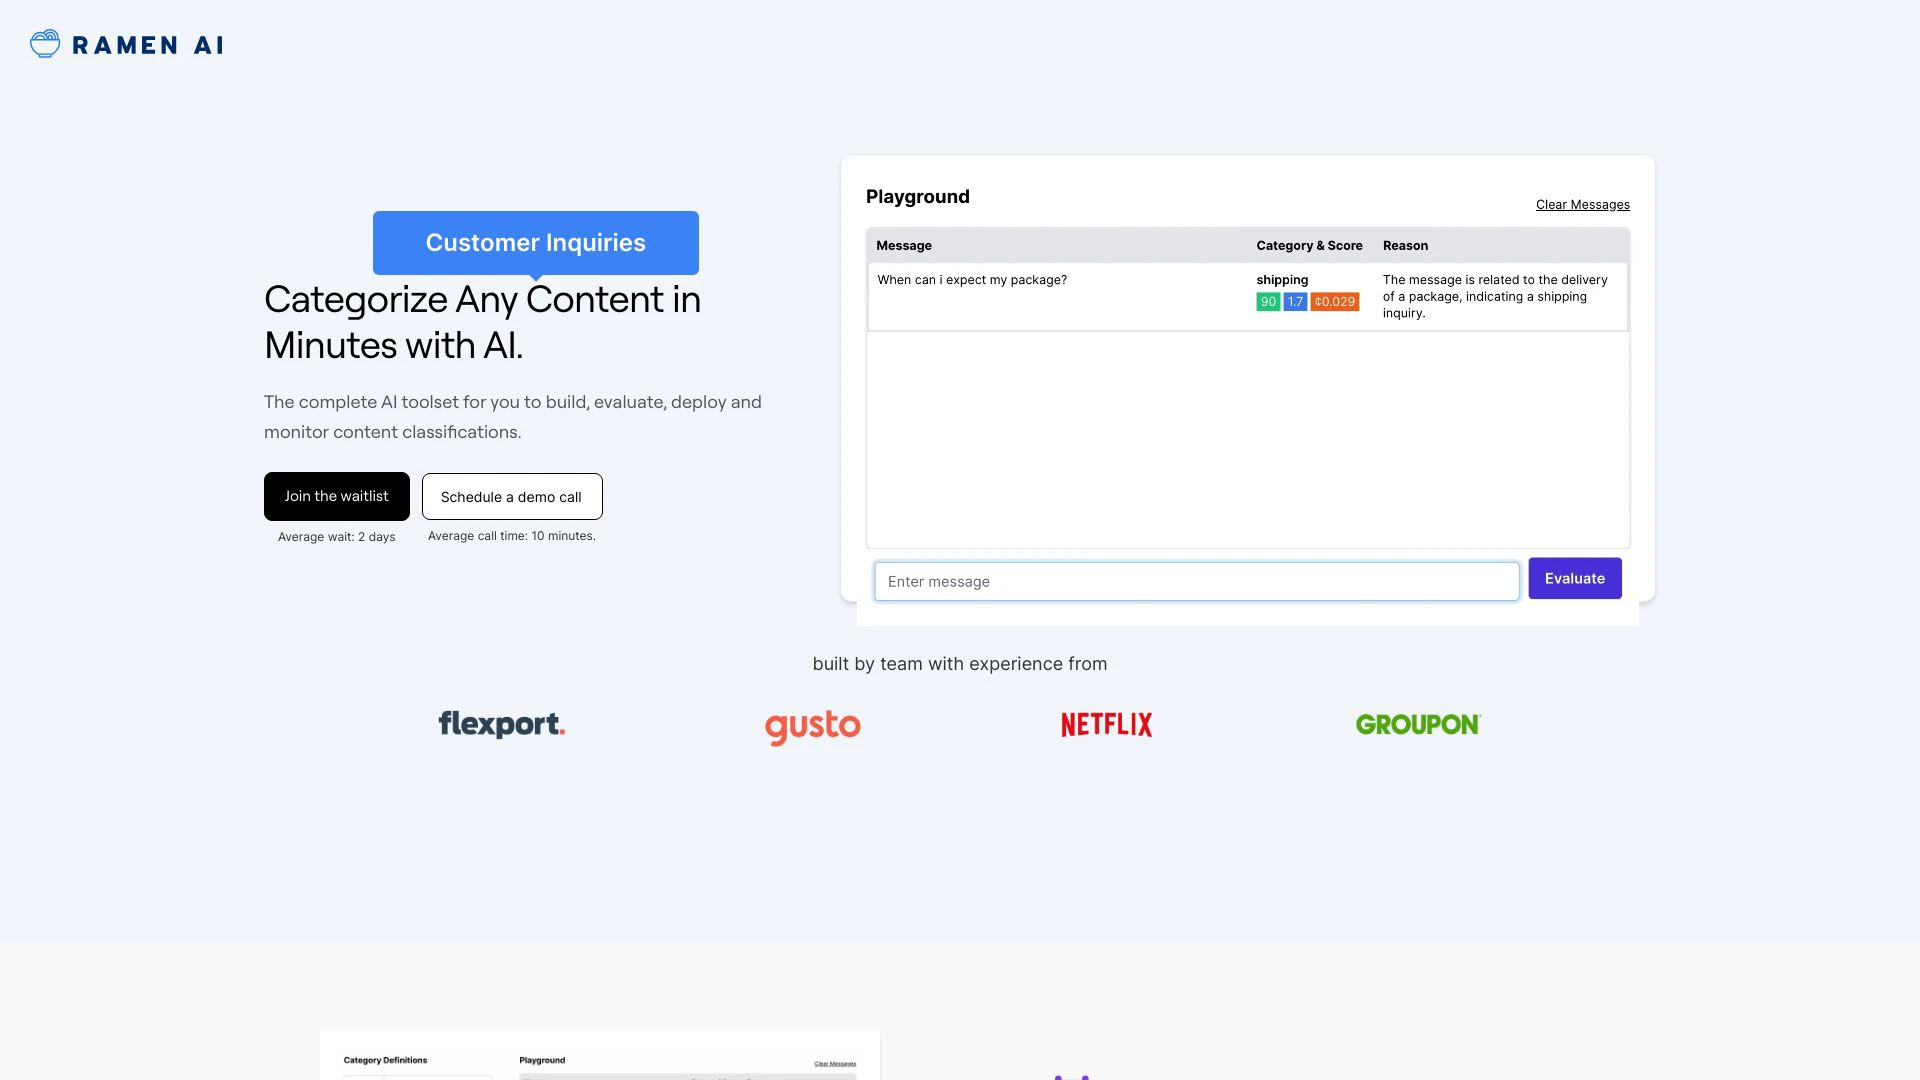 RAMEN AI
Customer Inquiries
Categorize Any Content in
Minutes with AI.
The complete AI toolset for you to build, evaluate, deploy and
monitor content classifications.
Join the waitlist
Schedule a demo call
Average wait: 2 days
Average call time: 10 minutes.
Playground
Clear Messages
Message Category & Score Reason
When can i expect my package?
shipping
90 1.7 ¢0.029
The message is related to the delivery
of a package, indicating a shipping
inquiry.
Enter message
Evaluate
built by team with experience from
flexport.
gusto
NETFLIX
GROUPON
Category Definitions
Playground
Clear Messages